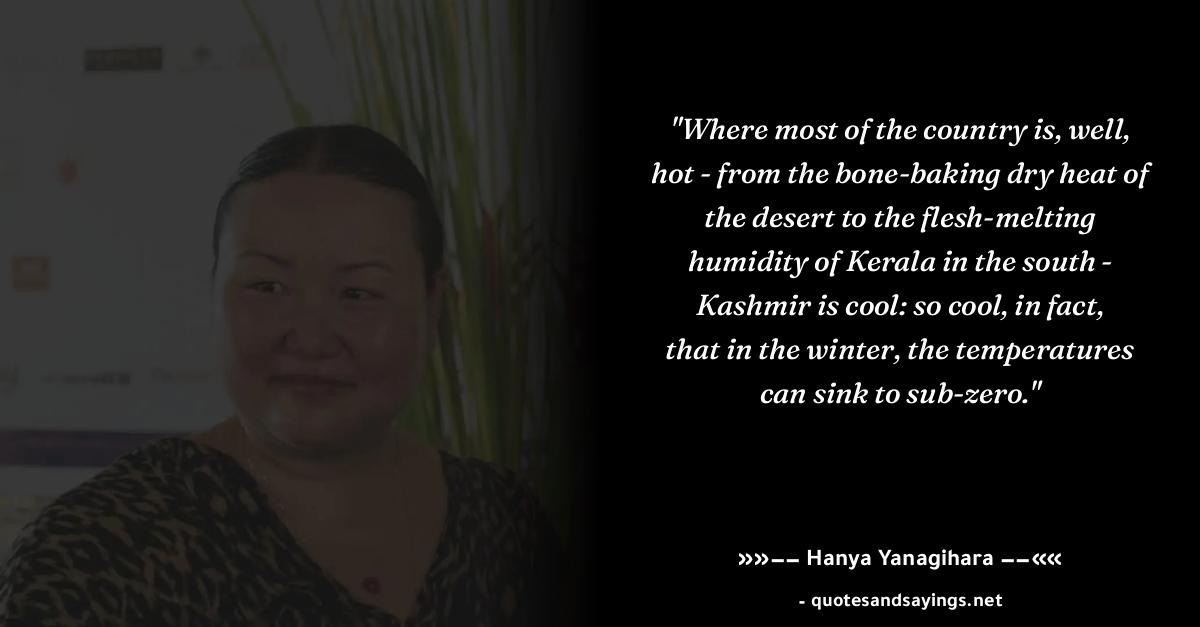 "Where most of the country is, well,
hot - from the bone-baking dry heat of
the desert to the flesh-melting
humidity of Kerala in the south -
Kashmir is cool: so cool, in fact,
that in the winter, the temperatures
can sink to sub-zero."
»»-- Hanya Yanagihara --««
- quotesandsayings.net